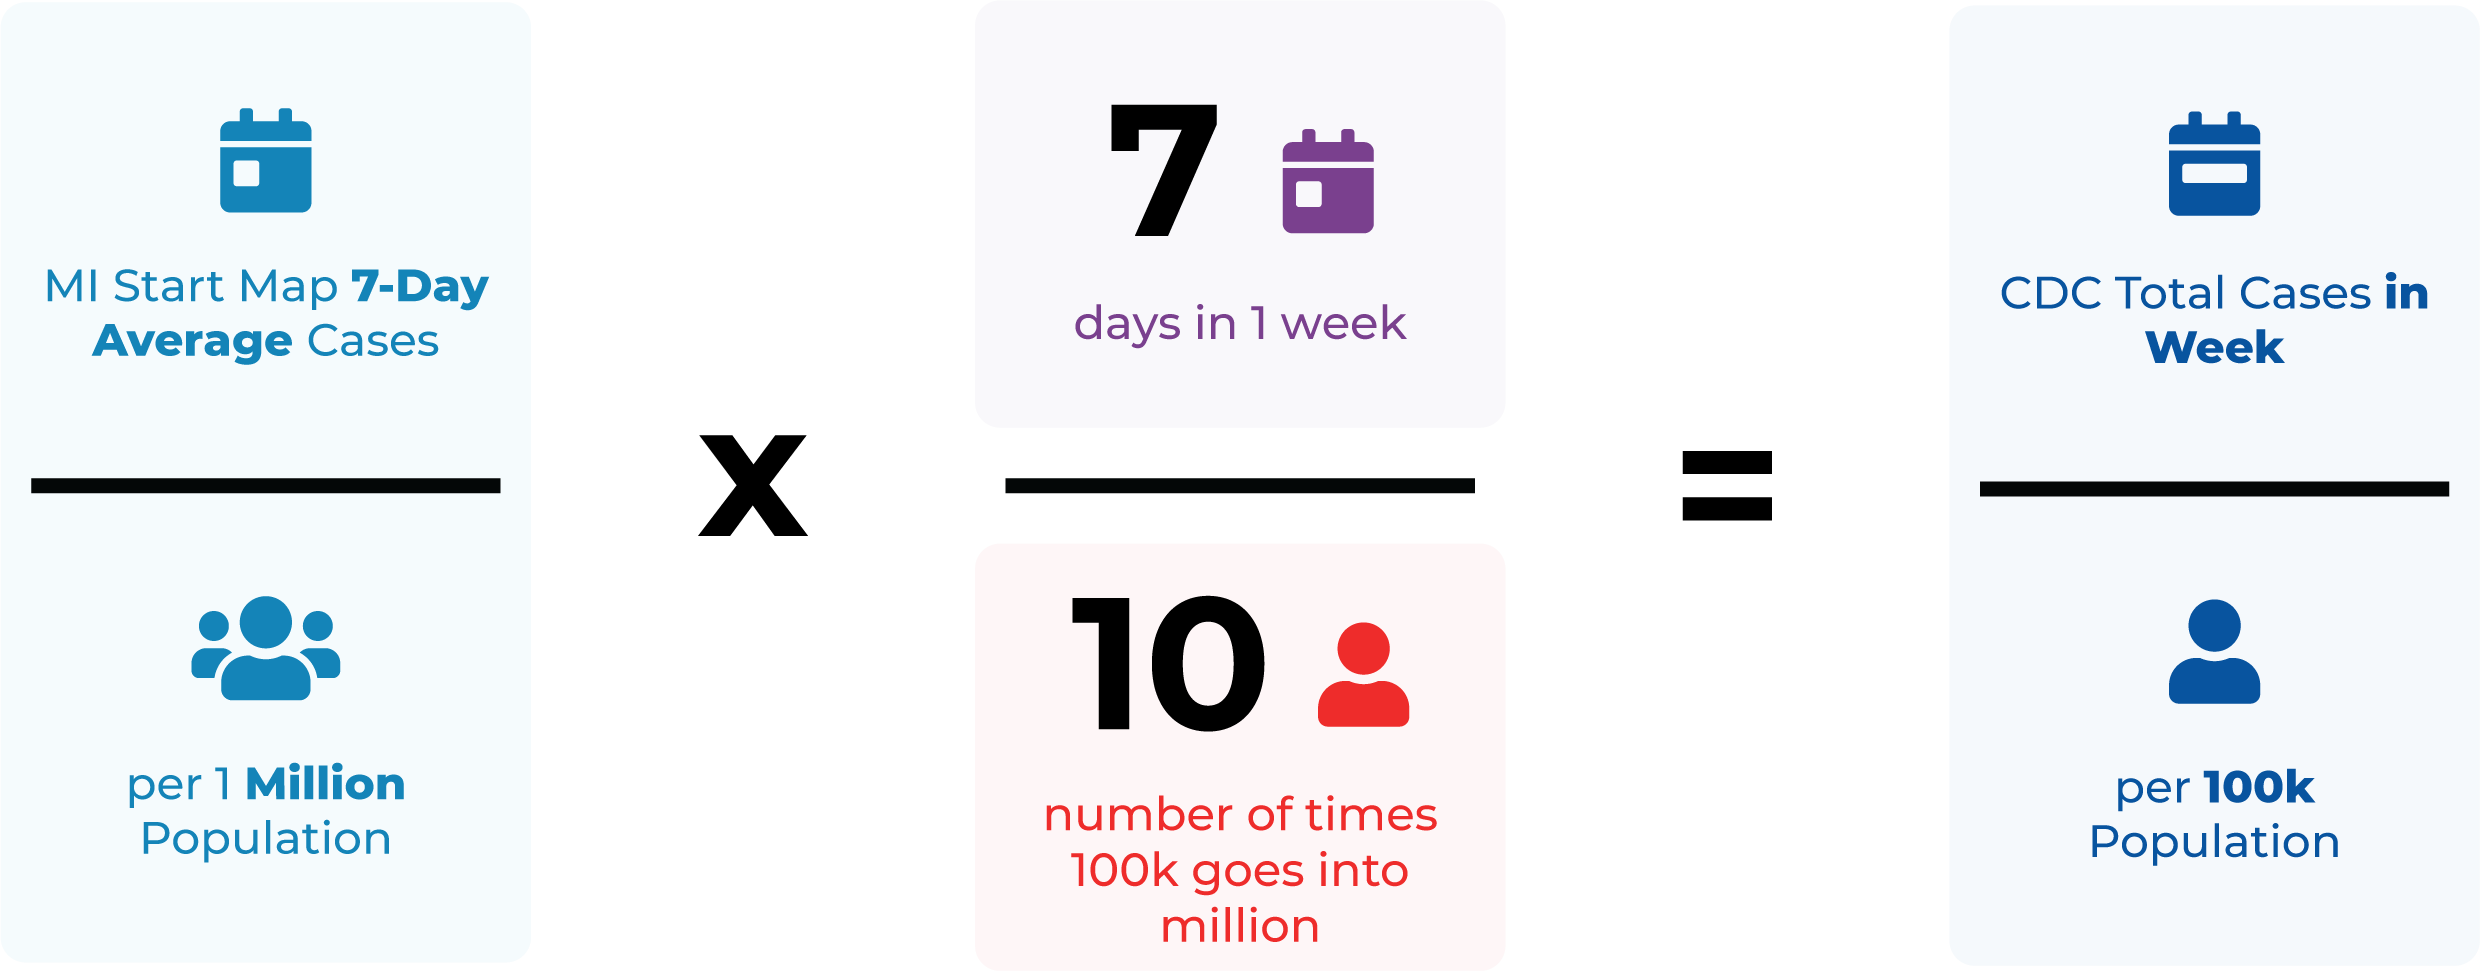 MI Start Map 7-Day
Average Cases
per 1 Million
Population
x
7
days in 1 week
10
number of times
100k goes into
million
=
CDC Total Cases in
Week
per 100k
Population